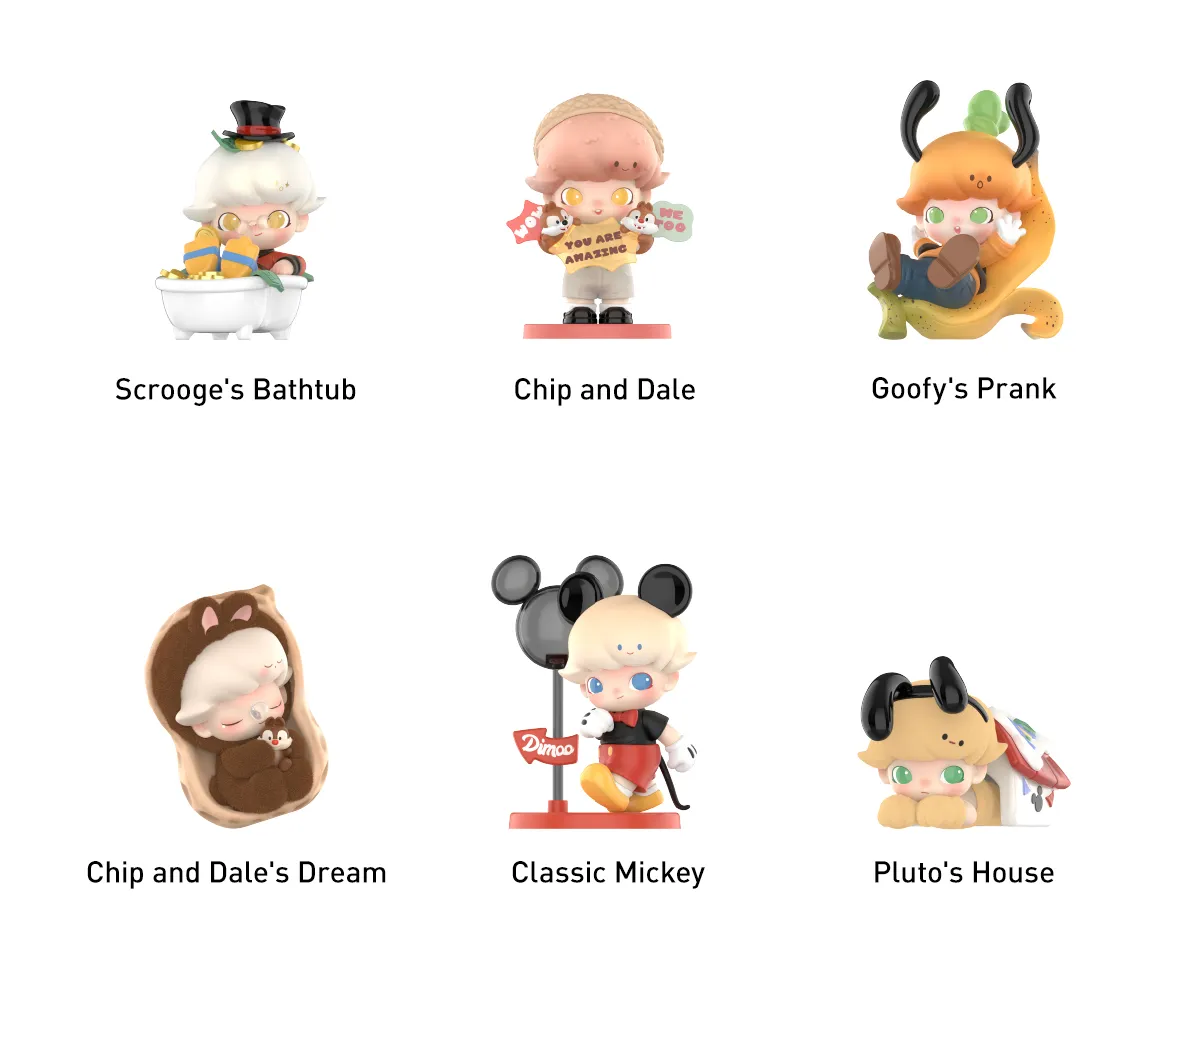 WOW
ME
TOO
YOU ARE
AMAZING
Scrooge's Bathtub
Chip and Dale
Goofy's Prank
Dimoo
Chip and Dale's Dream
Classic Mickey
Pluto's House